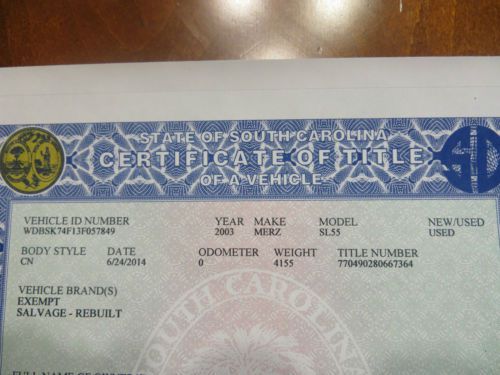 STATE OF SOUTH CAROLINA
CERTIFICATE OF TITLE
OF A VEHICLE
VEHICLE ID NUMBER YEAR MAKE MODEL NEW/USED
WDBSK74F13F057849 2003 MERZ SL55 USED
BODY STYLE DATE ODOMETER WEIGHT TITLE NUMBER
CN 6/24/2014 0 4155 770490280667364
VEHICLE BRAND(S)
EXEMPT
SALVAGE - REBUILT
SOUTH CAROLINA